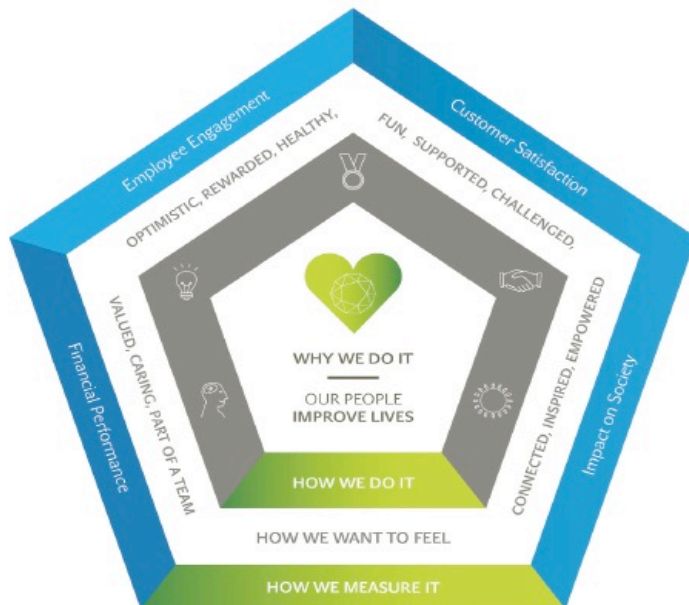 Employee Engagement
Customer Satisfaction
OPTIMISTIC, REWARDED, HEALTHY,
FUN, SUPPORTED, CHALLENGED,
Financial Performance
VALUED, CARING, PART OF A TEAM
WHY WE DO IT
OUR PEOPLE
IMPROVE LIVES
CONNECTED, INSPIRED, EMPOWERED
Impact on Society
HOW WE DO IT
HOW WE WANT TO FEEL
HOW WE MEASURE IT